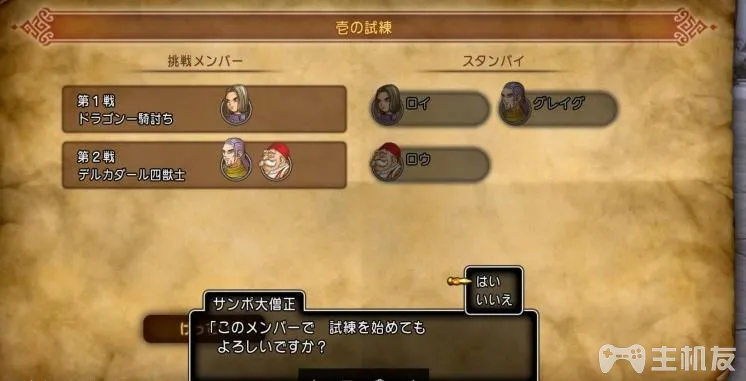 壱の試練
挑戦メンバー
スタンバイ
第1戦
ドラゴン一騎討ち
ロイ
グレイグ
第2戦
デルカダール四獣士
ロウ
はい
いいえ
サンポ大僧正
「このメンバーで 試練を始めても
よろしいですか?
主机友